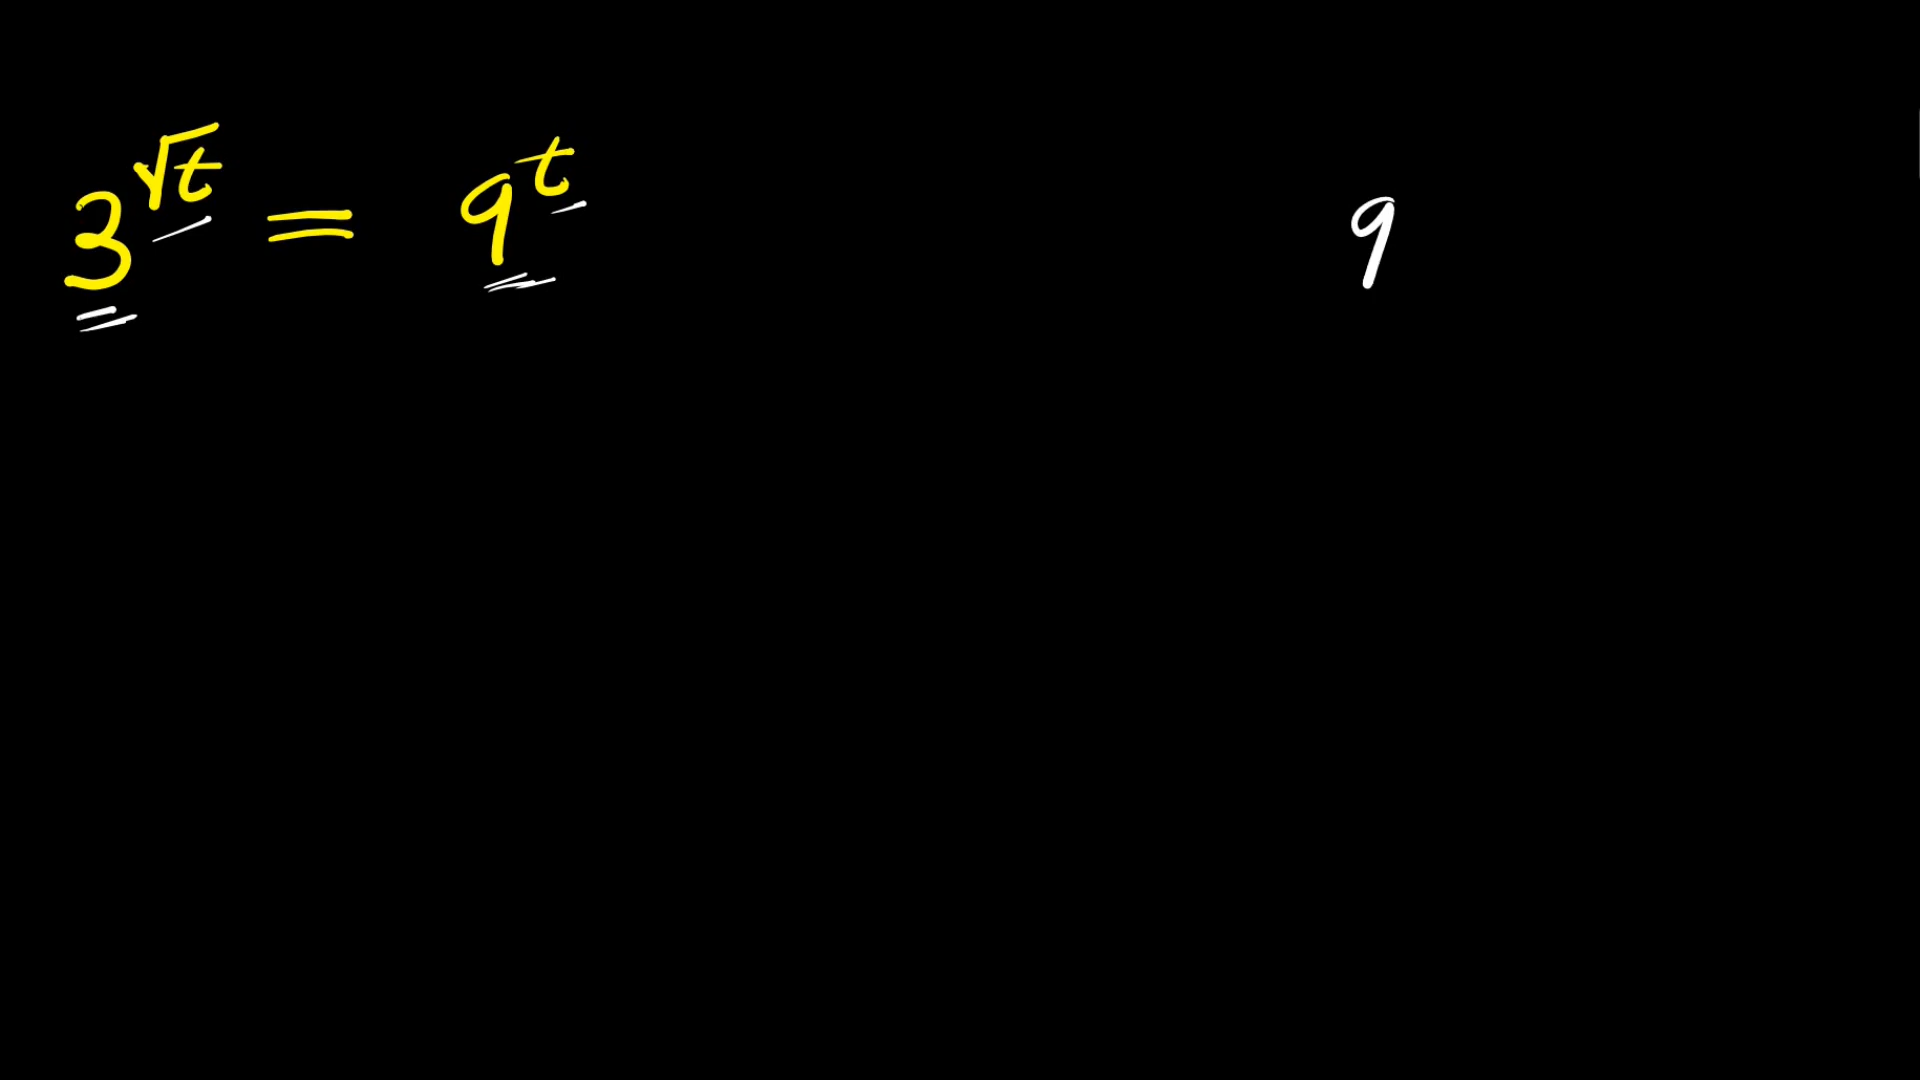 3^√t = 9^t 9